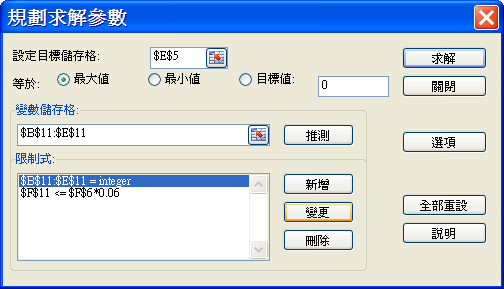 規劃求解參數
設定目標儲存格: $E$5 求解
等於: 最大值 最小值 目標值: 0 關閉
變數儲存格:
$B$11:$E$11 推測 選項
限制式:
$B$11:$E$11 = integer 新增
$F$11 <= $F$6*0.06
變更 全部重設
刪除 說明